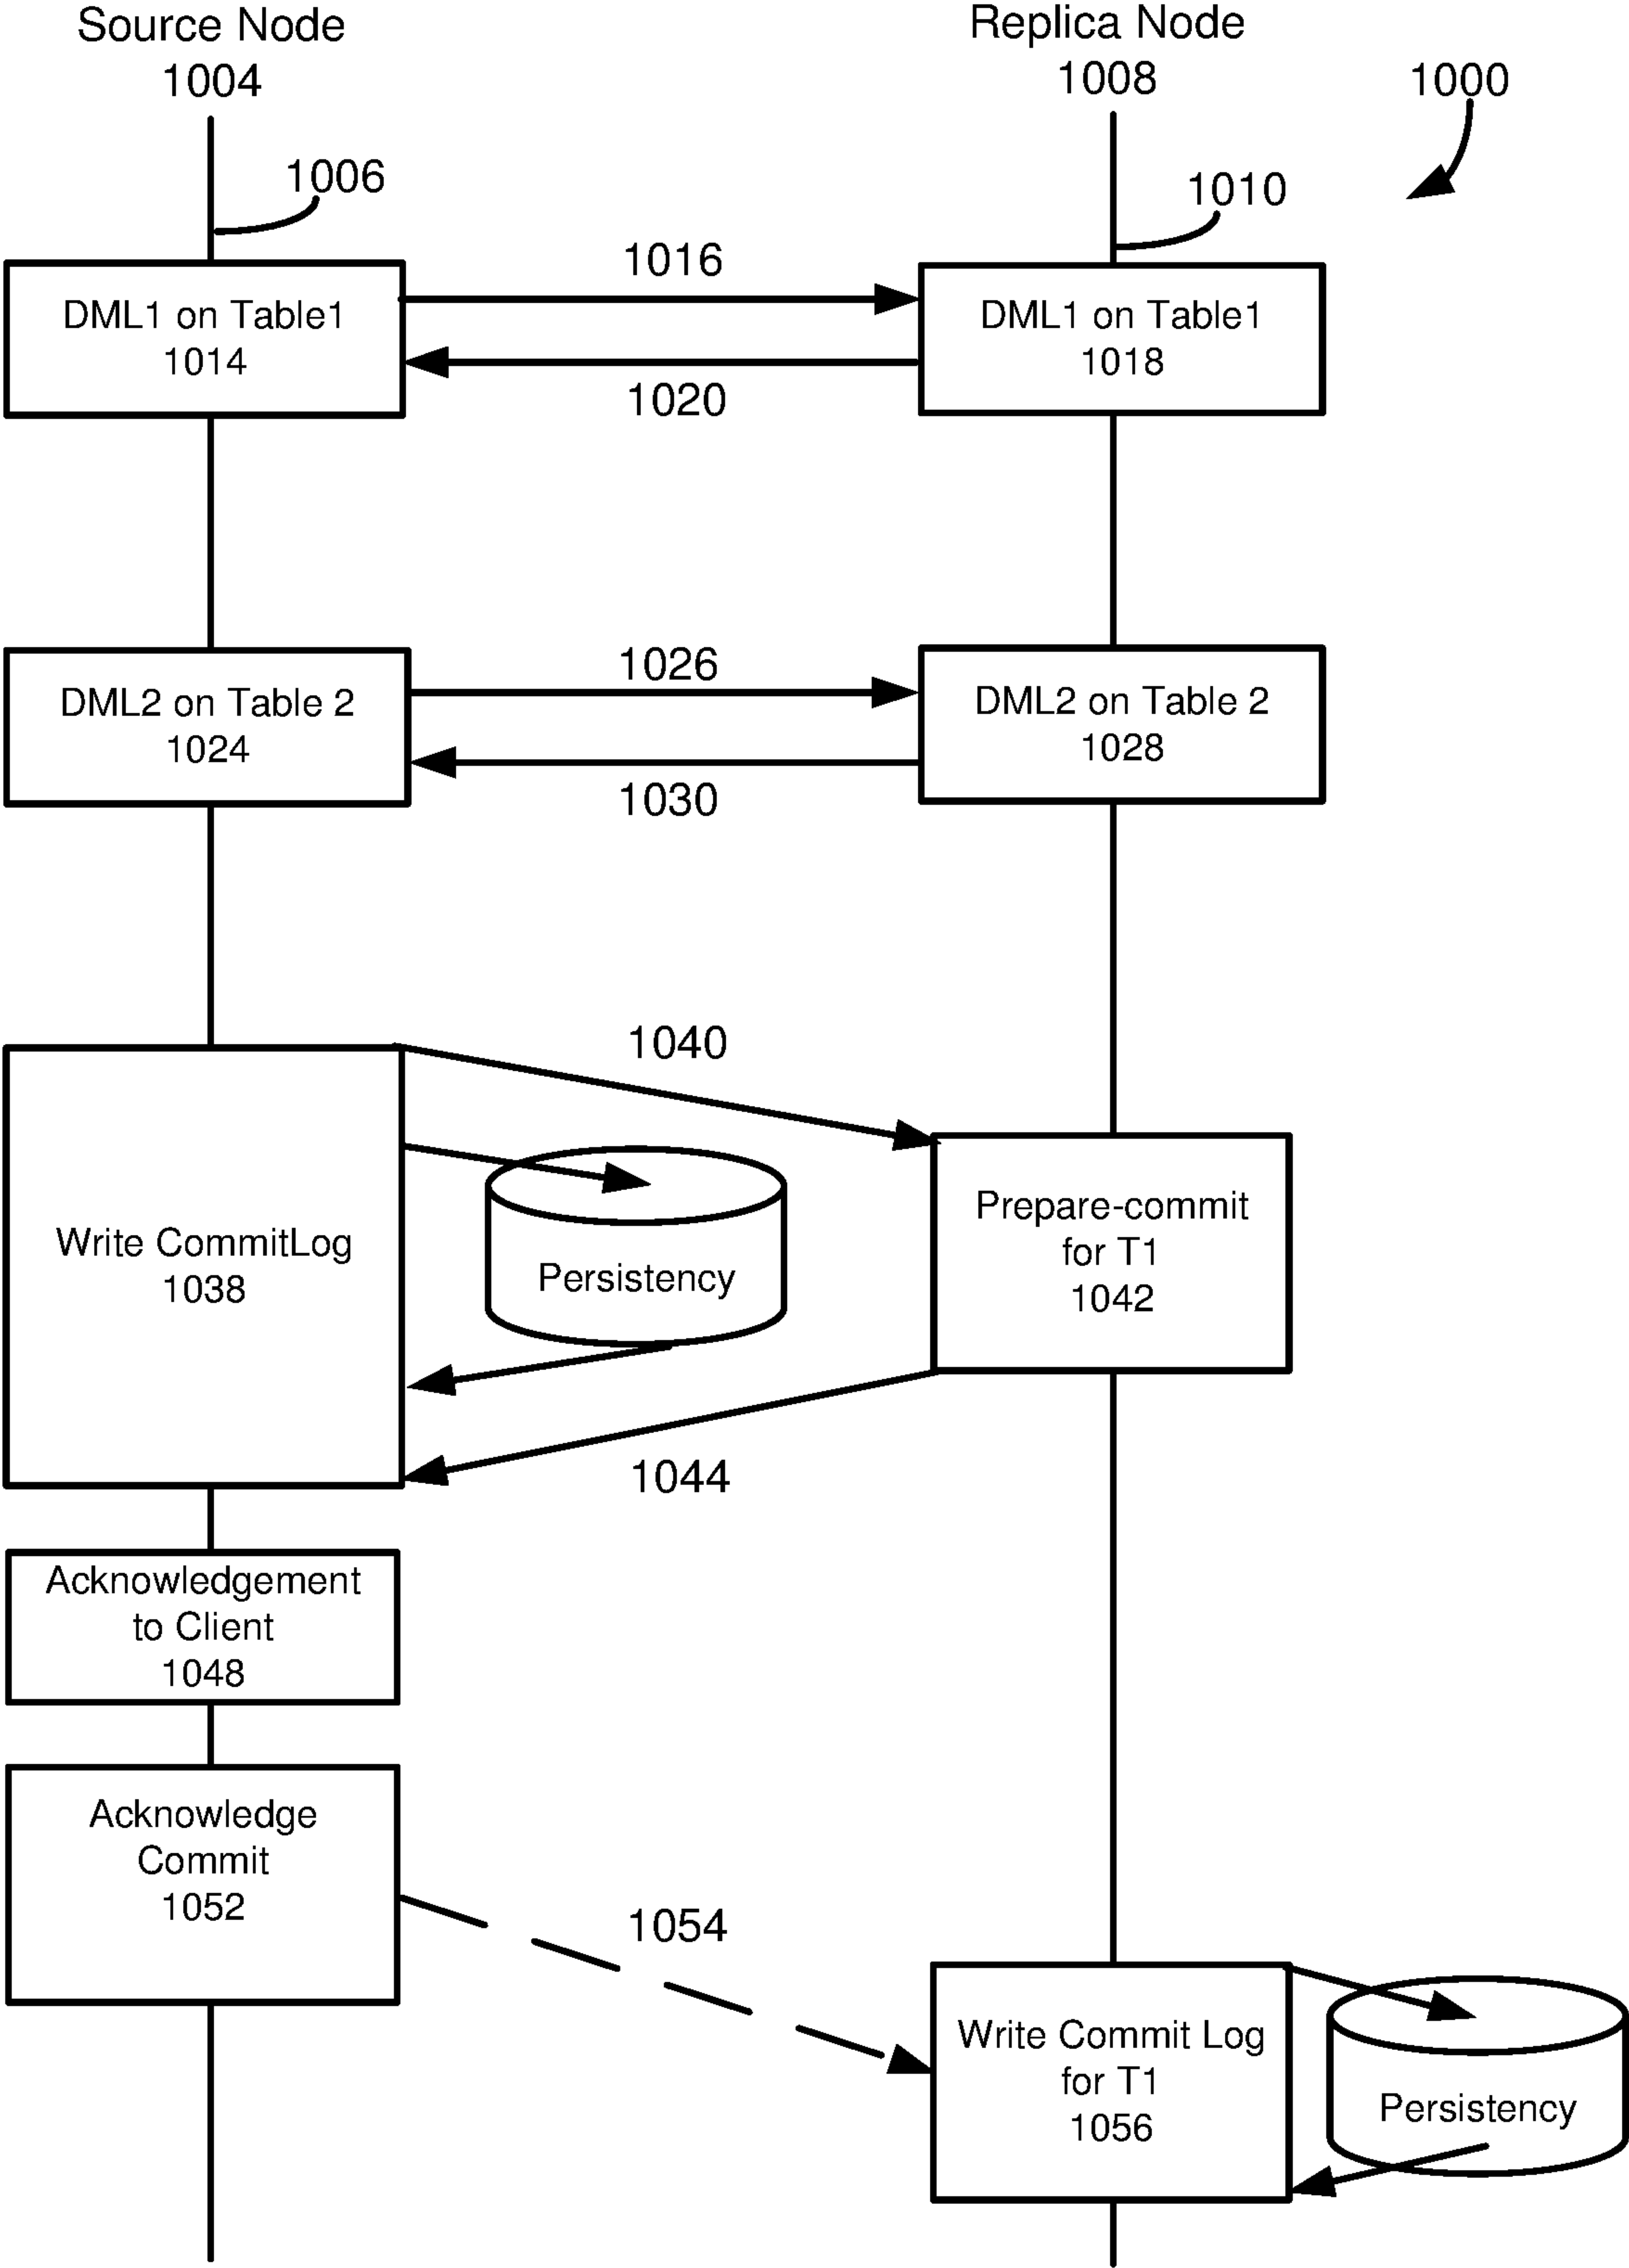 Source Node
1004
Replica Node
1008
1000
1006
1010
DML1 on Table1
1014
1016
1020
DML1 on Table1
1018
DML2 on Table 2
1024
1026
1030
DML2 on Table 2
1028
Write CommitLog
1038
1040
Persistency
1044
Prepare-commit
for T1
1042
Acknowledgement
to Client
1048
Acknowledge
Commit
1052
1054
Write Commit Log
for T1
1056
Persistency